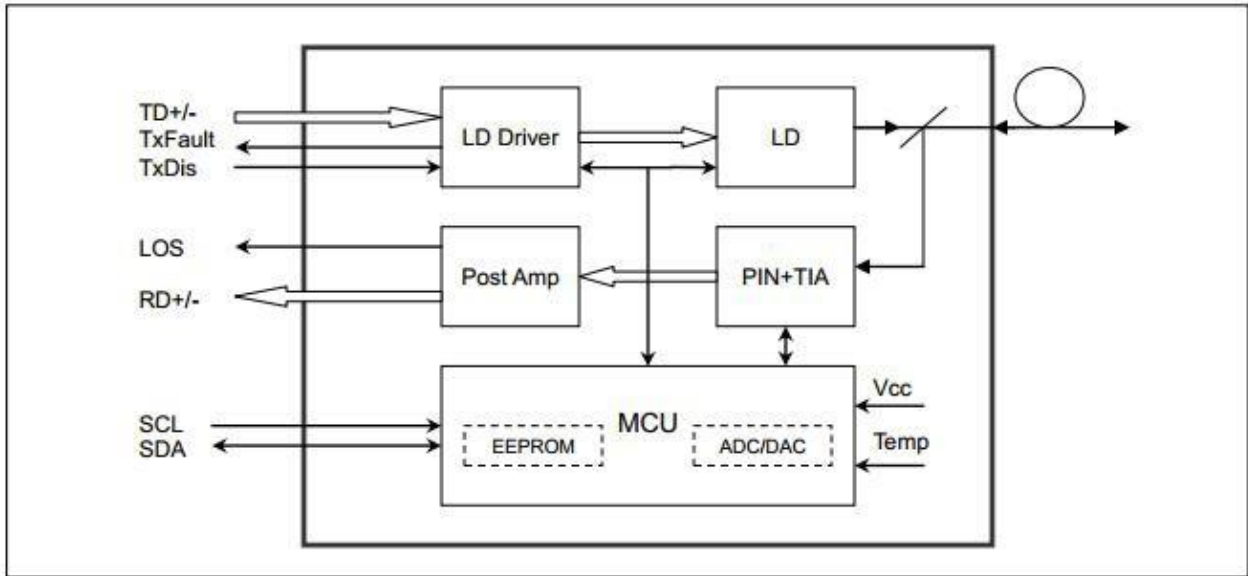 TD+/-
TxFault
TxDis
LD Driver
LD
LOS
RD+/-
Post Amp
PIN+TIA
SCL
SDA
MCU
EEPROM
ADC/DAC
Vcc
Temp